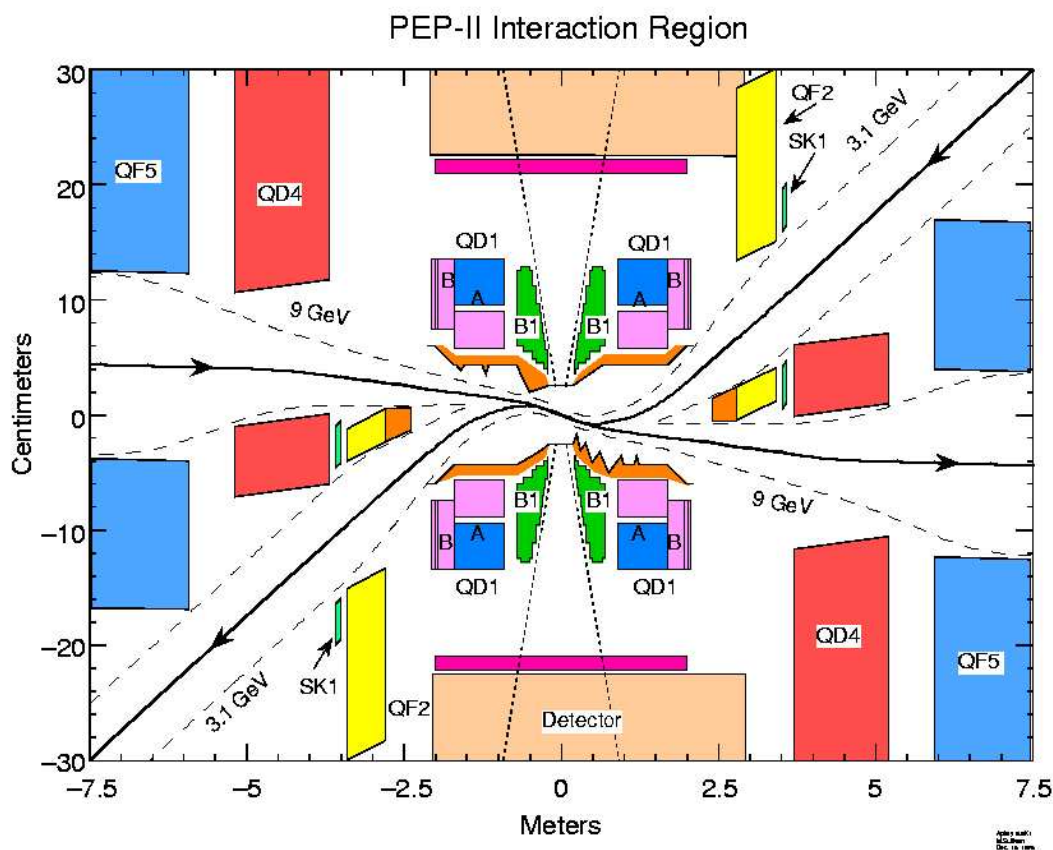 PEP-II Interaction Region
30
20
10
0
−10
−20
−30
Centimeters
QF5
QD4
QF2
SK1
3.1 GeV
QD1
QD1
B
A
B1
B1
A
B
9 GeV
B1
B1
B
A
A
B
9 GeV
QD1
QD1
SK1
3.1 GeV
QF2
Detector
QD4
QF5
−7.5
−5
−2.5
0
2.5
5
7.5
Meters